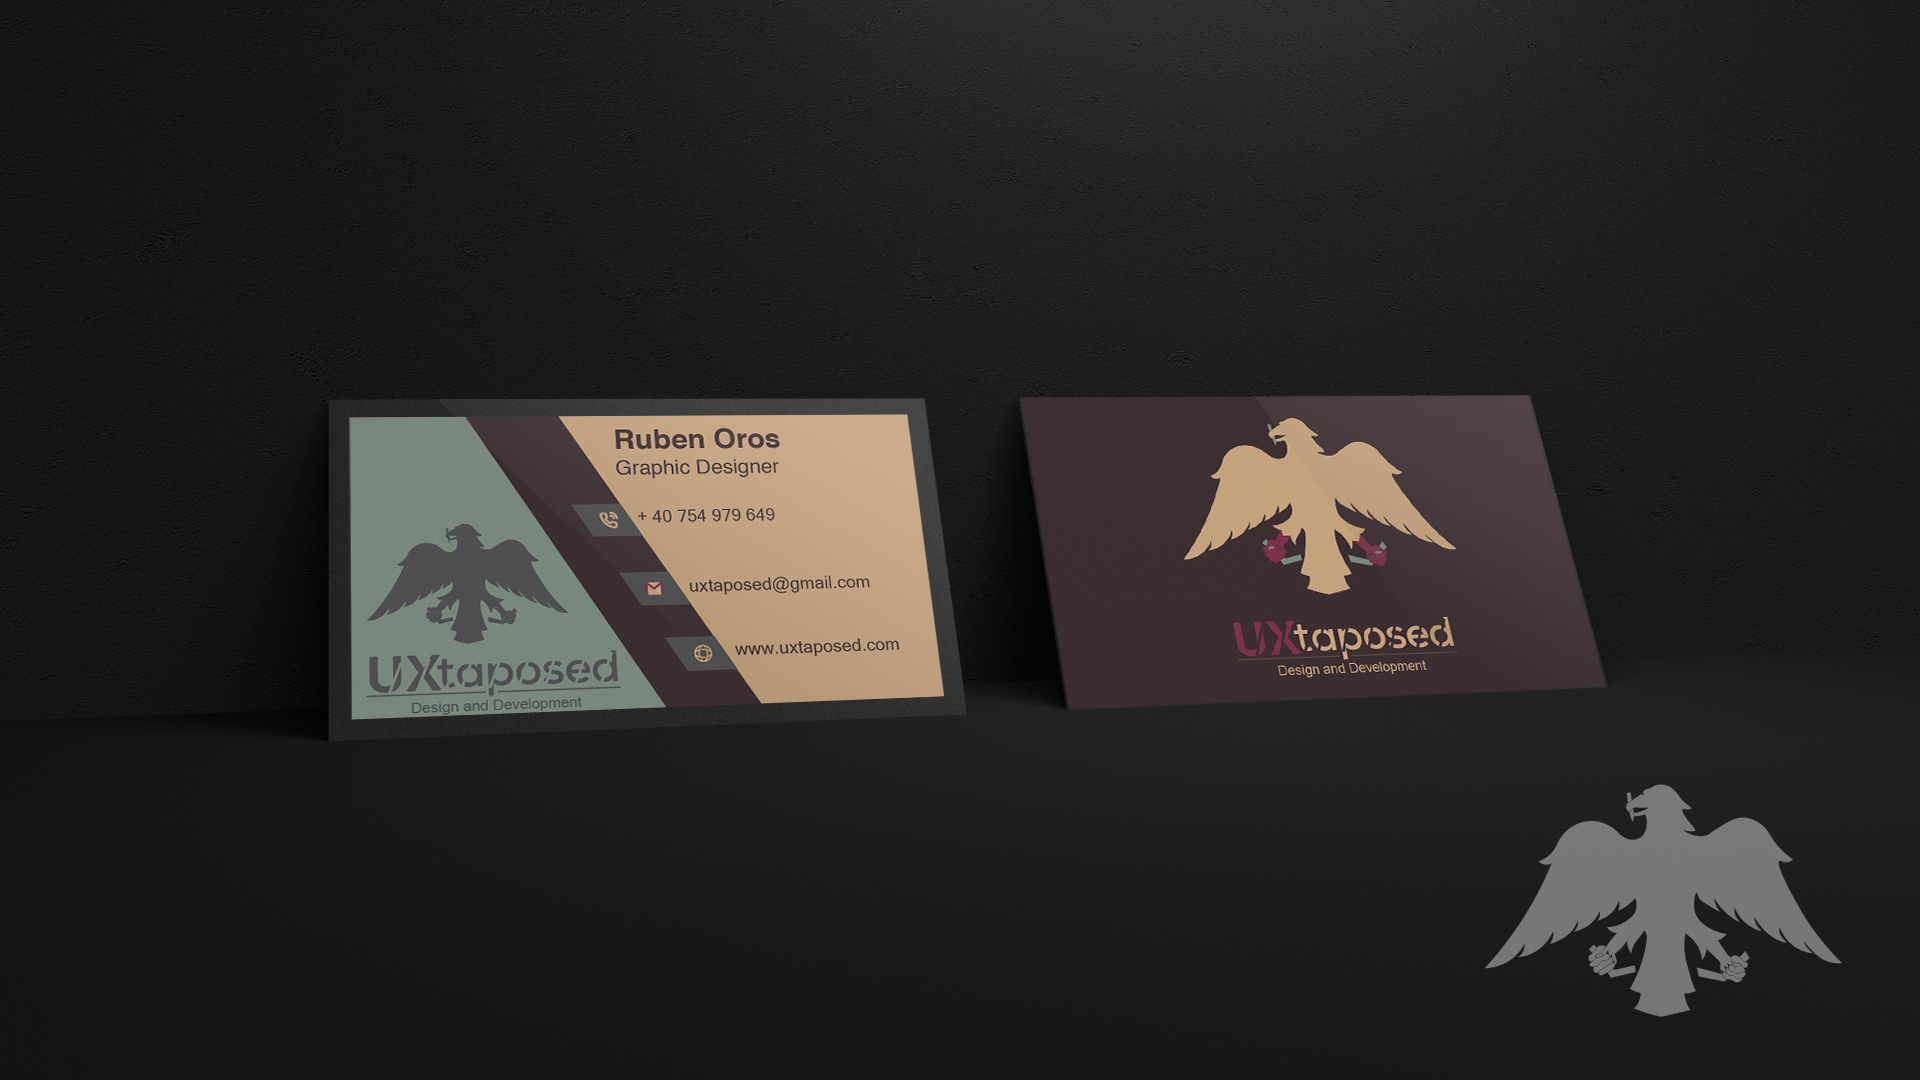 Ruben Oros
Graphic Designer
+ 40 754 979 649
uxtaposed@gmail.com
www.uxtaposed.com
UXtaposed
Design and Development
UXtaposed
Design and Development